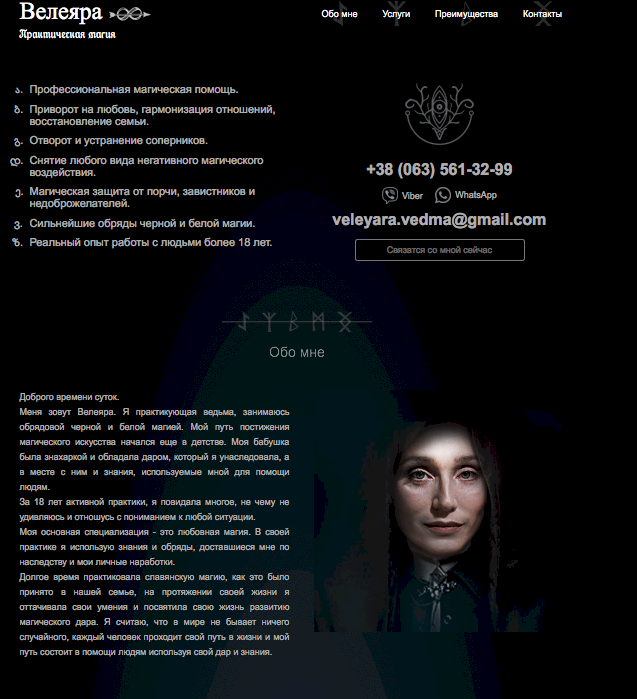 Велеяра
Практическая магия
Обо мне Услуги Преимущества Контакты
ა. Профессиональная магическая помощь.
ბ. Приворот на любовь, гармонизация отношений,
восстановление семьи.
გ. Отворот и устранение соперников.
დ. Снятие любого вида негативного магического
воздействия.
ე. Магическая защита от порчи, завистников и
недоброжелателей.
ვ. Сильнейшие обряды черной и белой магии.
ზ. Реальный опыт работы с людьми более 18 лет.
+38 (063) 561-32-99
Viber WhatsApp
veleyara.vedma@gmail.com
Связатся со мной сейчас
Обо мне
Доброго времени суток.
Меня зовут Велеяра. Я практикующая ведьма, занимаюсь
обрядовой черной и белой магией. Мой путь постижения
магического искусства начался еще в детстве. Моя бабушка
была знахаркой и обладала даром, который я унаследовала, а
в месте с ним и знания, используемые мной для помощи
людям.
За 18 лет активной практики, я повидала многое, не чему не
удивляюсь и отношусь с пониманием к любой ситуации.
Моя основная специализация - это любовная магия. В своей
практике я использую знания и обряды, доставшиеся мне по
наследству и мои личные наработки.
Долгое время практиковала славянскую магию, как это было
принято в нашей семье, на протяжении своей жизни я
оттачивала свои умения и посвятила свою жизнь развитию
магического дара. Я считаю, что в мире не бывает ничего
случайного, каждый человек проходит свой путь в жизни и мой
путь состоит в помощи людям используя свой дар и знания.